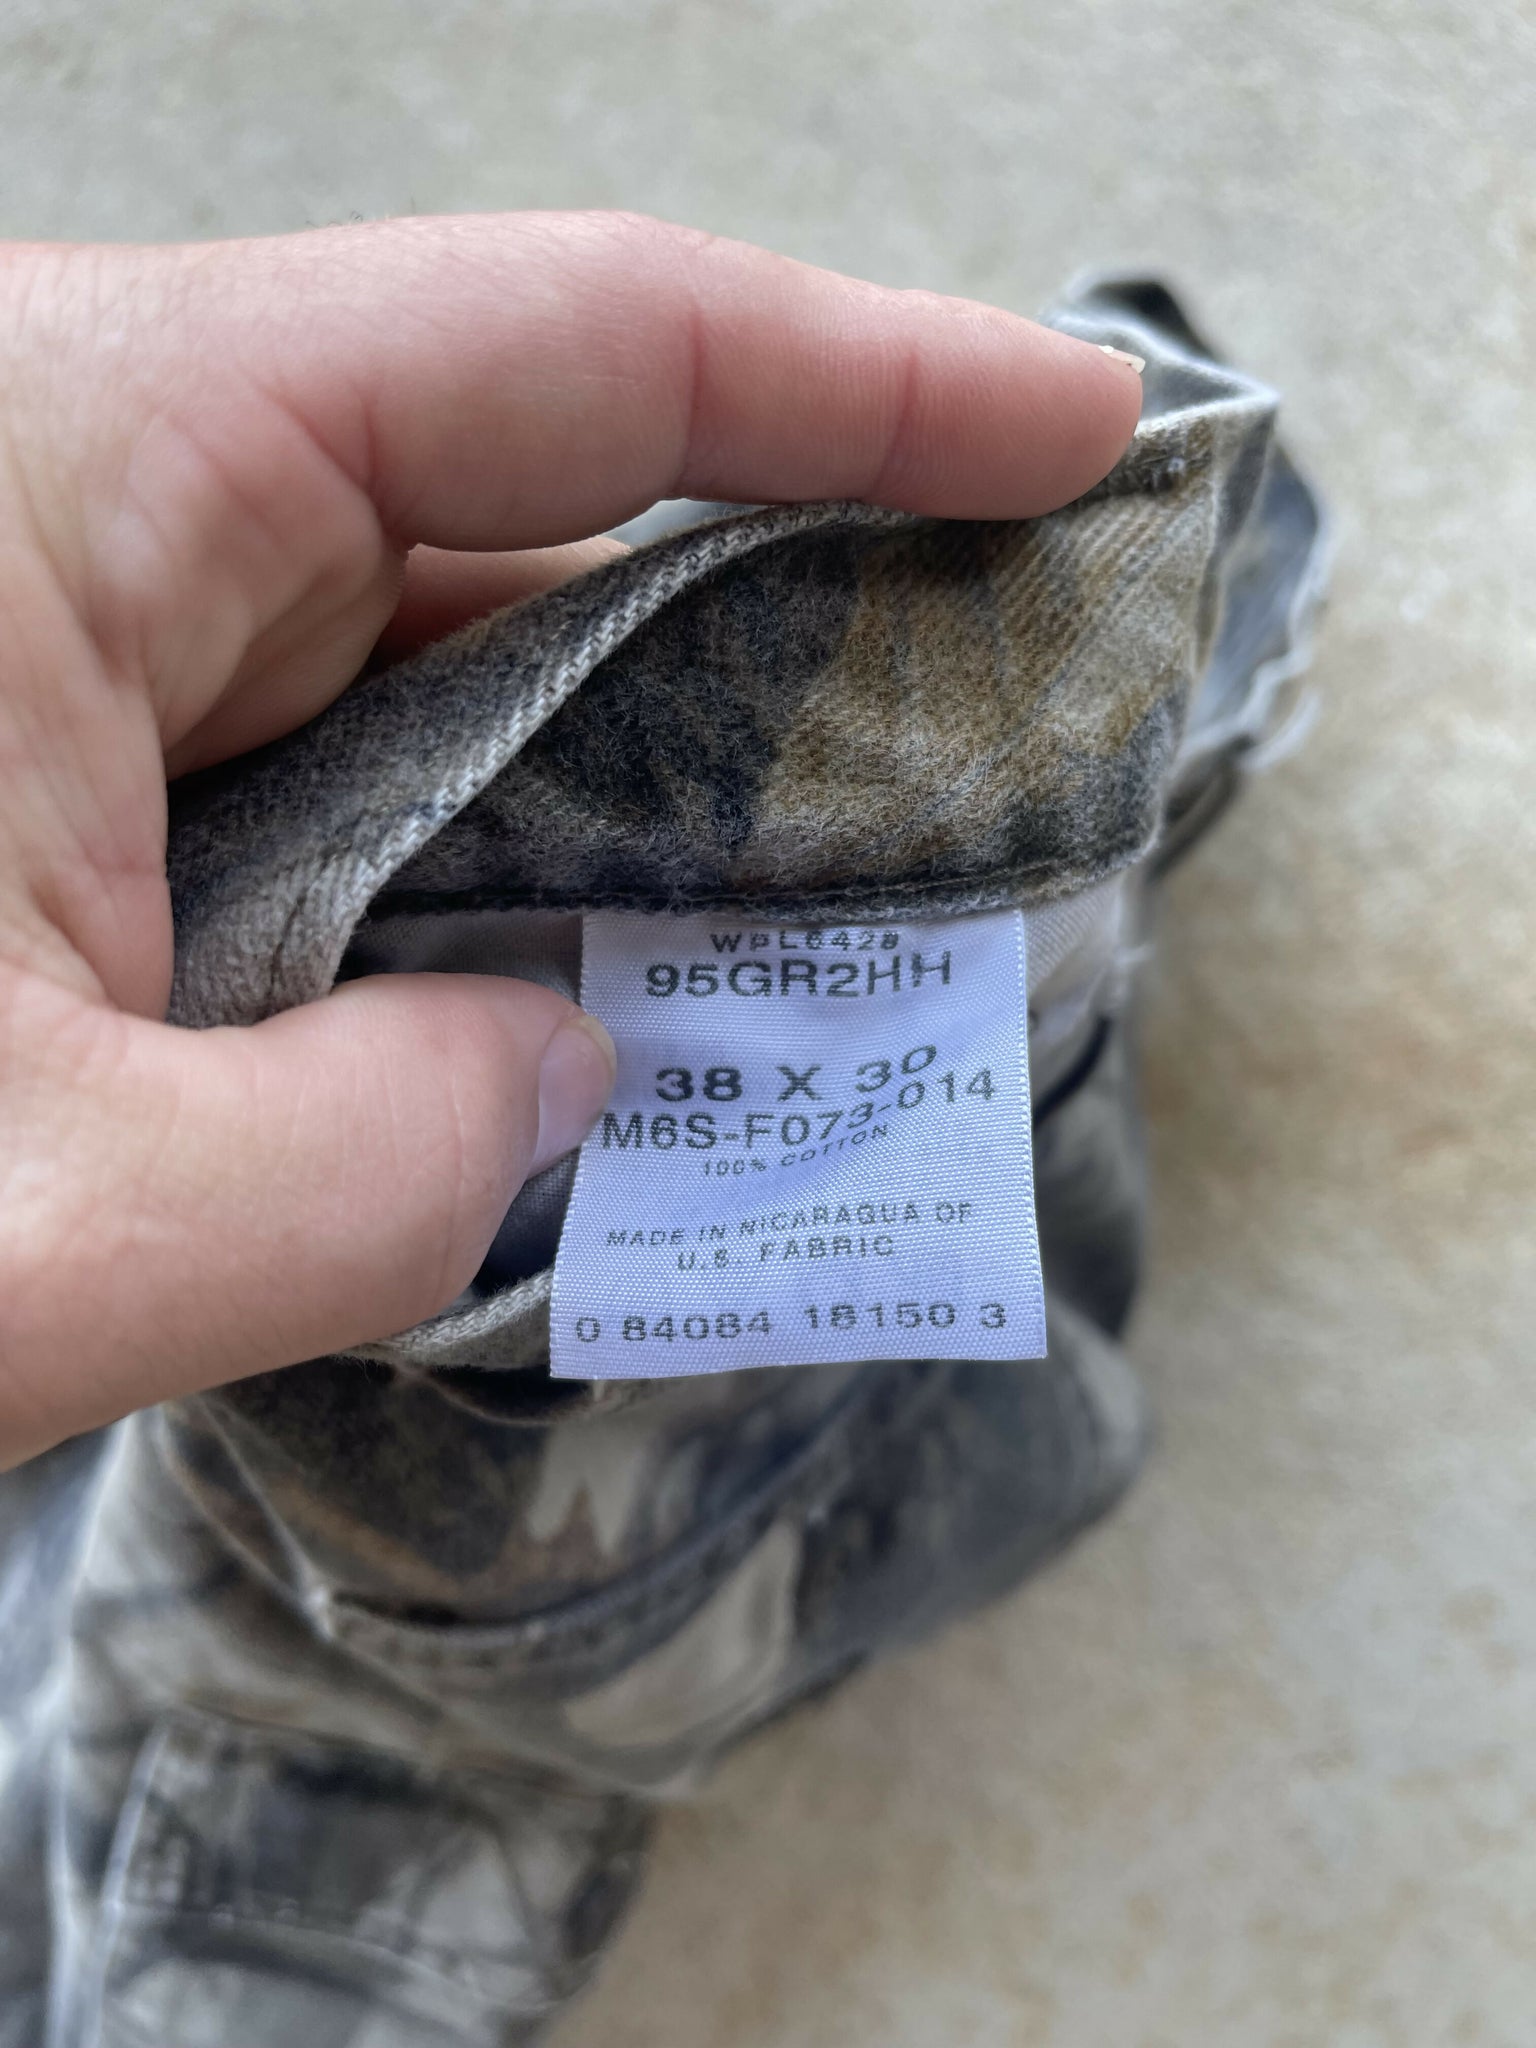 WPL6428
95GR2HH
38 X 30
M6S-F073-014
100% COTTON
MADE IN NICARAGUA OF
U.S. FABRIC
0 84084 18150 3